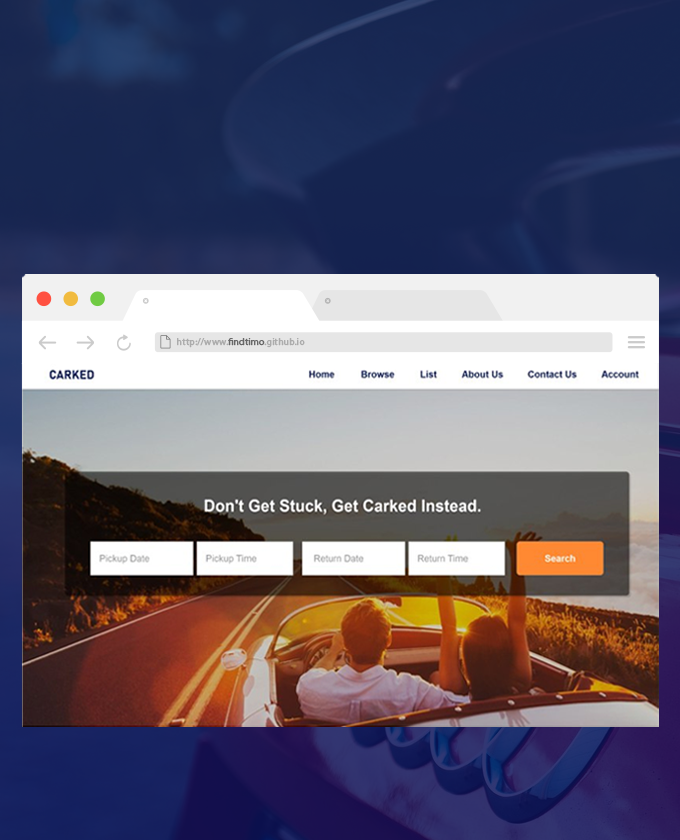 http://www.findtimo.github.io
CARKED
Home Browse List About Us Contact Us Account
Don't Get Stuck, Get Carked Instead.
Pickup Date Pickup Time Return Date Return Time Search